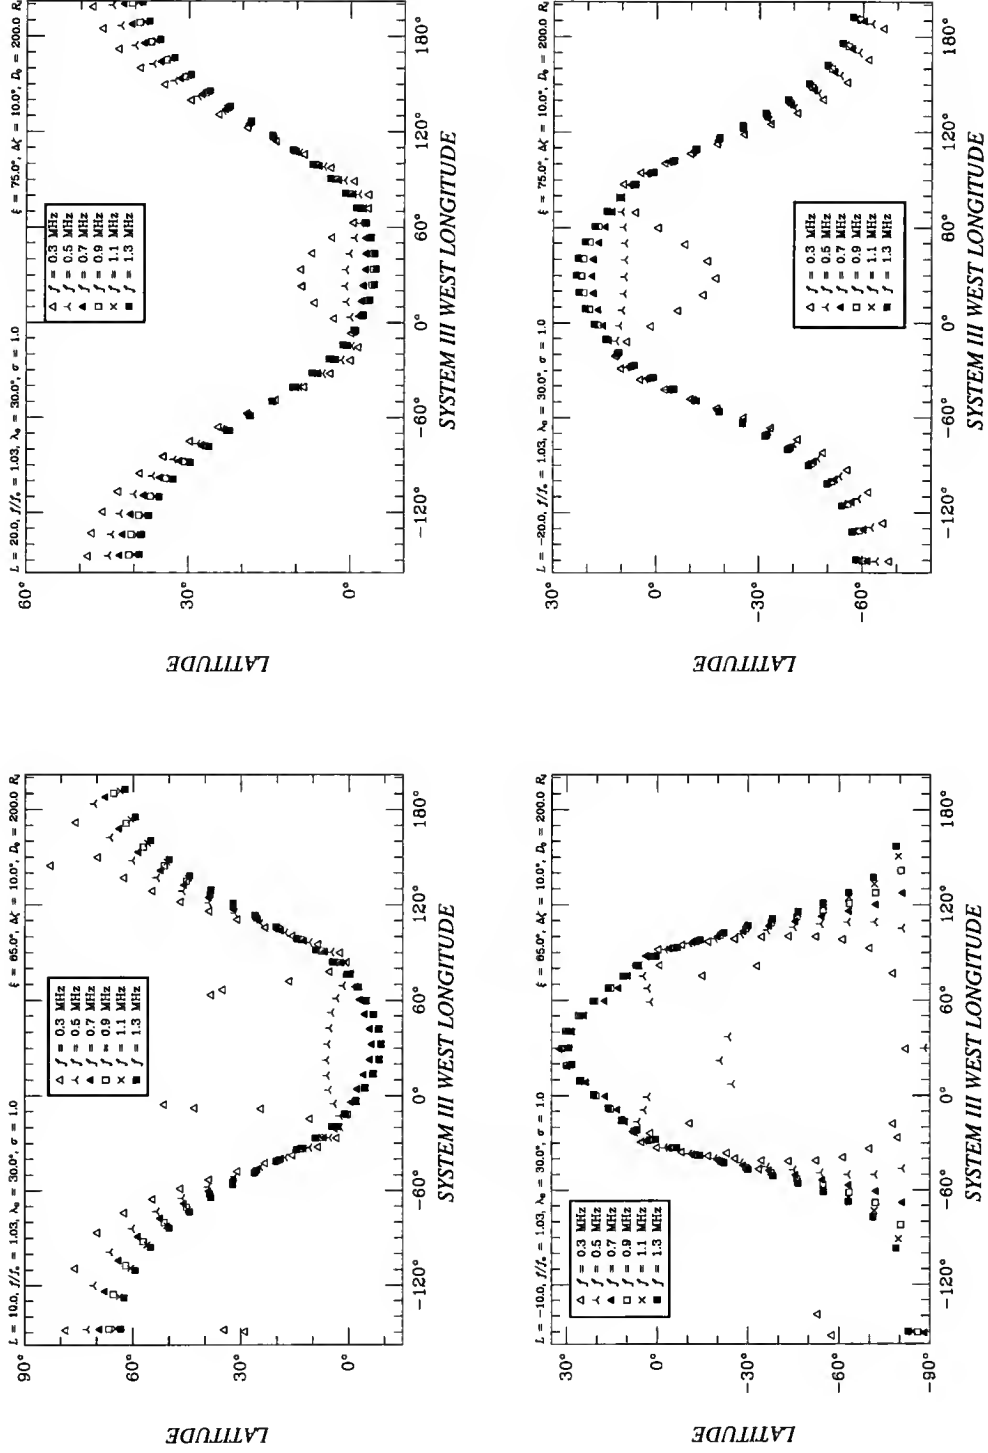 L = 10.0, f/fₓ = 1.03, λ₀ = 30.0°, σ = 1.0 ξ = 65.0°, Δζ = 10.0°, D₀ = 200.0 Rⱼ
f = 0.3 MHz
f = 0.5 MHz
f = 0.7 MHz
f = 0.9 MHz
f = 1.1 MHz
f = 1.3 MHz
90°
60°
30°
0°
LATITUDE
−120° −60° 0° 60° 120° 180°
SYSTEM III WEST LONGITUDE
L = 20.0, f/fₓ = 1.03, λ₀ = 30.0°, σ = 1.0 ξ = 75.0°, Δζ = 10.0°, D₀ = 200.0 Rⱼ
f = 0.3 MHz
f = 0.5 MHz
f = 0.7 MHz
f = 0.9 MHz
f = 1.1 MHz
f = 1.3 MHz
60°
30°
0°
LATITUDE
−120° −60° 0° 60° 120° 180°
SYSTEM III WEST LONGITUDE
L = −10.0, f/fₓ = 1.03, λ₀ = 30.0°, σ = 1.0 ξ = 65.0°, Δζ = 10.0°, D₀ = 200.0 Rⱼ
f = 0.3 MHz
f = 0.5 MHz
f = 0.7 MHz
f = 0.9 MHz
f = 1.1 MHz
f = 1.3 MHz
30°
0°
−30°
−60°
−90°
LATITUDE
−120° −60° 0° 60° 120° 180°
SYSTEM III WEST LONGITUDE
L = −20.0, f/fₓ = 1.03, λ₀ = 30.0°, σ = 1.0 ξ = 75.0°, Δζ = 10.0°, D₀ = 200.0 Rⱼ
f = 0.3 MHz
f = 0.5 MHz
f = 0.7 MHz
f = 0.9 MHz
f = 1.1 MHz
f = 1.3 MHz
30°
0°
−30°
−60°
LATITUDE
−120° −60° 0° 60° 120° 180°
SYSTEM III WEST LONGITUDE